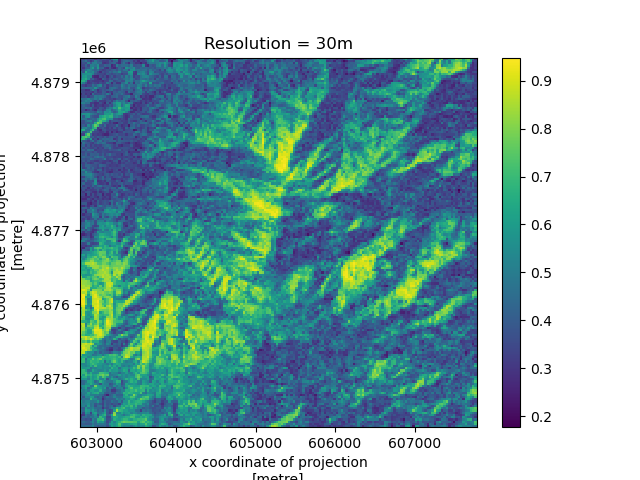 Resolution = 30m
1e6
4.879
4.878
4.877
4.876
4.875
y coordinate of projection
[metre]
603000 604000 605000 606000 607000
x coordinate of projection
[metre]
0.9
0.8
0.7
0.6
0.5
0.4
0.3
0.2